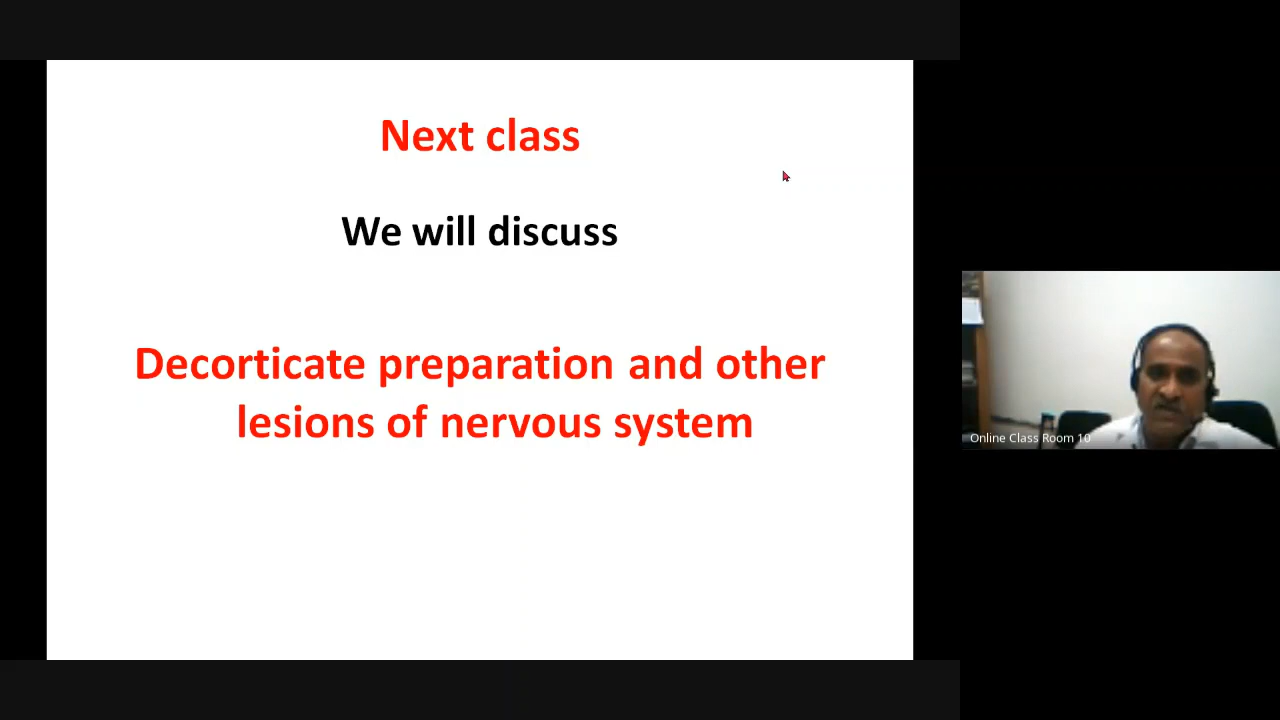 Next class
We will discuss
Decorticate preparation and other
lesions of nervous system
Online Class Room 10